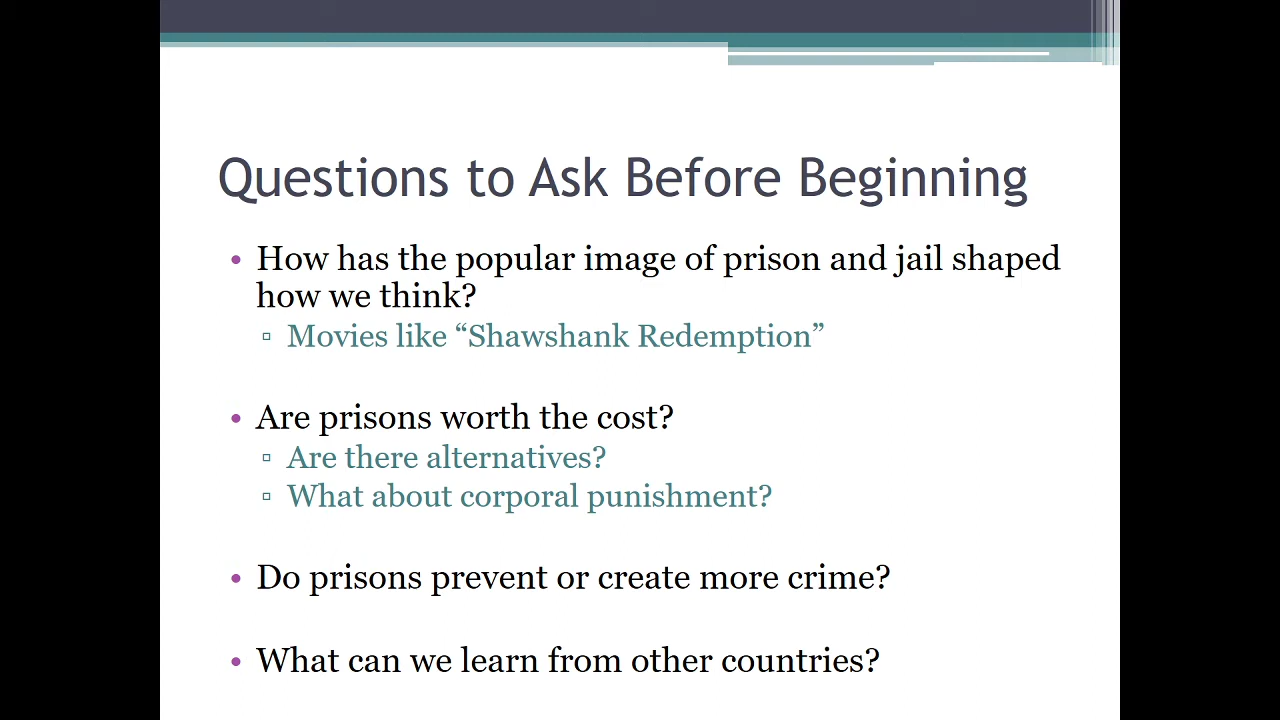 Questions to Ask Before Beginning
• How has the popular image of prison and jail shaped
how we think?
▫ Movies like “Shawshank Redemption”
• Are prisons worth the cost?
▫ Are there alternatives?
▫ What about corporal punishment?
• Do prisons prevent or create more crime?
• What can we learn from other countries?